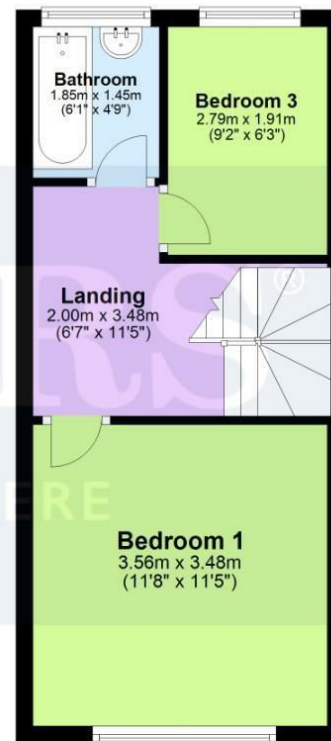 Bathroom
1.85m x 1.45m
(6'1" x 4'9")
Bedroom 3
2.79m x 1.91m
(9'2" x 6'3")
Landing
2.00m x 3.48m
(6'7" x 11'5")
RS®
ERE
Bedroom 1
3.56m x 3.48m
(11'8" x 11'5")